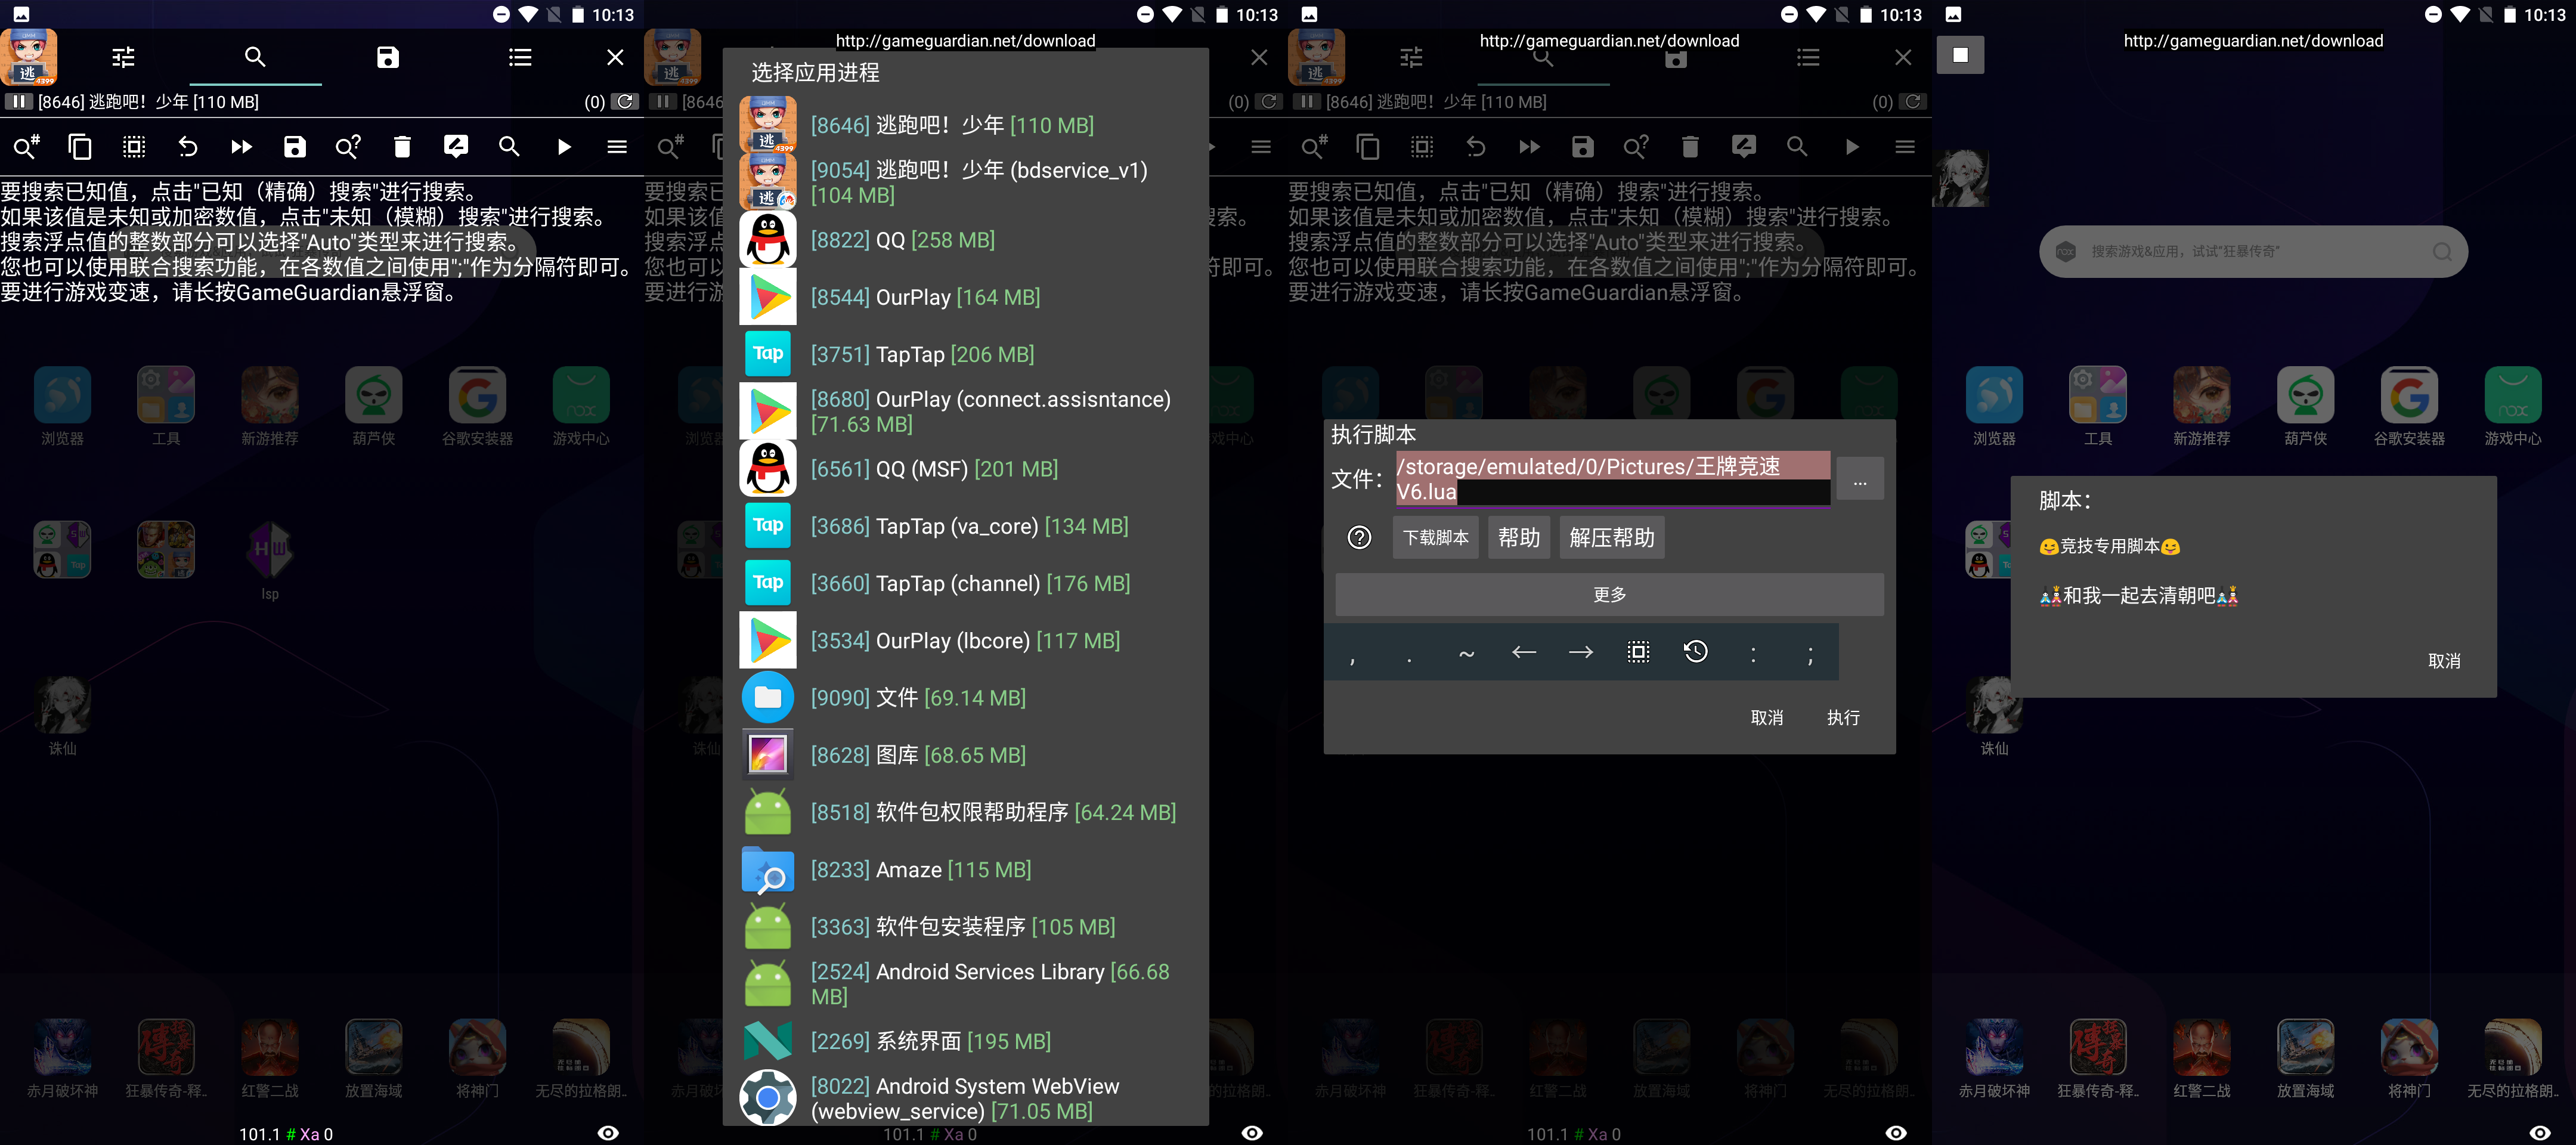 10:13
[8646] 逃跑吧！少年 [110 MB]
(0)
要搜索已知值，点击"已知（精确）搜索"进行搜索。
如果该值是未知或加密数值，点击"未知（模糊）搜索"进行搜索。
搜索浮点值的整数部分可以选择"Auto"类型来进行搜索。
您也可以使用联合搜索功能，在各数值之间使用";"作为分隔符即可。
要进行游戏变速，请长按GameGuardian悬浮窗。
浏览器
工具
新游推荐
葫芦侠
谷歌安装器
游戏中心
lsp
诛仙
赤月破坏神
狂暴传奇-释..
红警二战
放置海域
将神门
无尽的拉格朗..
101.1 # Xa 0
10:13
http://gameguardian.net/download
选择应用进程
[8646] 逃跑吧！少年 [110 MB]
[9054] 逃跑吧！少年 (bdservice_v1)
[104 MB]
[8822] QQ [258 MB]
[8544] OurPlay [164 MB]
[3751] TapTap [206 MB]
[8680] OurPlay (connect.assisntance)
[71.63 MB]
[6561] QQ (MSF) [201 MB]
[3686] TapTap (va_core) [134 MB]
[3660] TapTap (channel) [176 MB]
[3534] OurPlay (lbcore) [117 MB]
[9090] 文件 [69.14 MB]
[8628] 图库 [68.65 MB]
[8518] 软件包权限帮助程序 [64.24 MB]
[8233] Amaze [115 MB]
[3363] 软件包安装程序 [105 MB]
[2524] Android Services Library [66.68
MB]
[2269] 系统界面 [195 MB]
[8022] Android System WebView
(webview_service) [71.05 MB]
101.1 # Xa 0
10:13
http://gameguardian.net/download
[8646] 逃跑吧！少年 [110 MB]
(0)
要搜索已知值，点击"已知（精确）搜索"进行搜索。
如果该值是未知或加密数值，点击"未知（模糊）搜索"进行搜索。
搜索浮点值的整数部分可以选择"Auto"类型来进行搜索。
您也可以使用联合搜索功能，在各数值之间使用";"作为分隔符即可。
要进行游戏变速，请长按GameGuardian悬浮窗。
浏览器
工具
新游推荐
葫芦侠
谷歌安装器
游戏中心
执行脚本
文件：
/storage/emulated/0/Pictures/王牌竞速
V6.lua
...
下载脚本
帮助
解压帮助
更多
, . ~ ← → : ;
取消
执行
赤月破坏神
狂暴传奇-释..
红警二战
放置海域
将神门
无尽的拉格朗..
101.1 # Xa 0
10:13
http://gameguardian.net/download
搜索游戏&应用，试试"狂暴传奇"
浏览器
工具
新游推荐
葫芦侠
谷歌安装器
游戏中心
脚本：
😜竞技专用脚本😜
🎎和我一起去清朝吧🎎
取消
诛仙
赤月破坏神
狂暴传奇-释..
红警二战
放置海域
将神门
无尽的拉格朗..